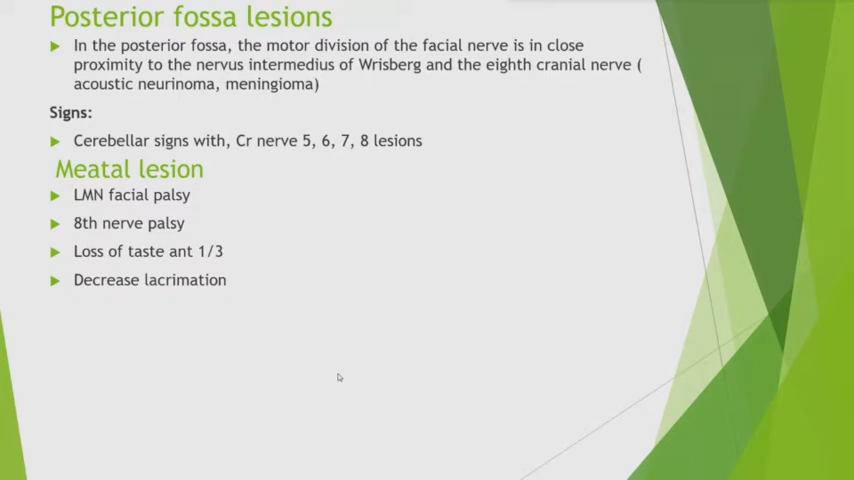 Posterior fossa lesions
In the posterior fossa, the motor division of the facial nerve is in close
proximity to the nervus intermedius of Wrisberg and the eighth cranial nerve (
acoustic neurinoma, meningioma)
Signs:
Cerebellar signs with, Cr nerve 5, 6, 7, 8 lesions
Meatal lesion
LMN facial palsy
8th nerve palsy
Loss of taste ant 1/3
Decrease lacrimation